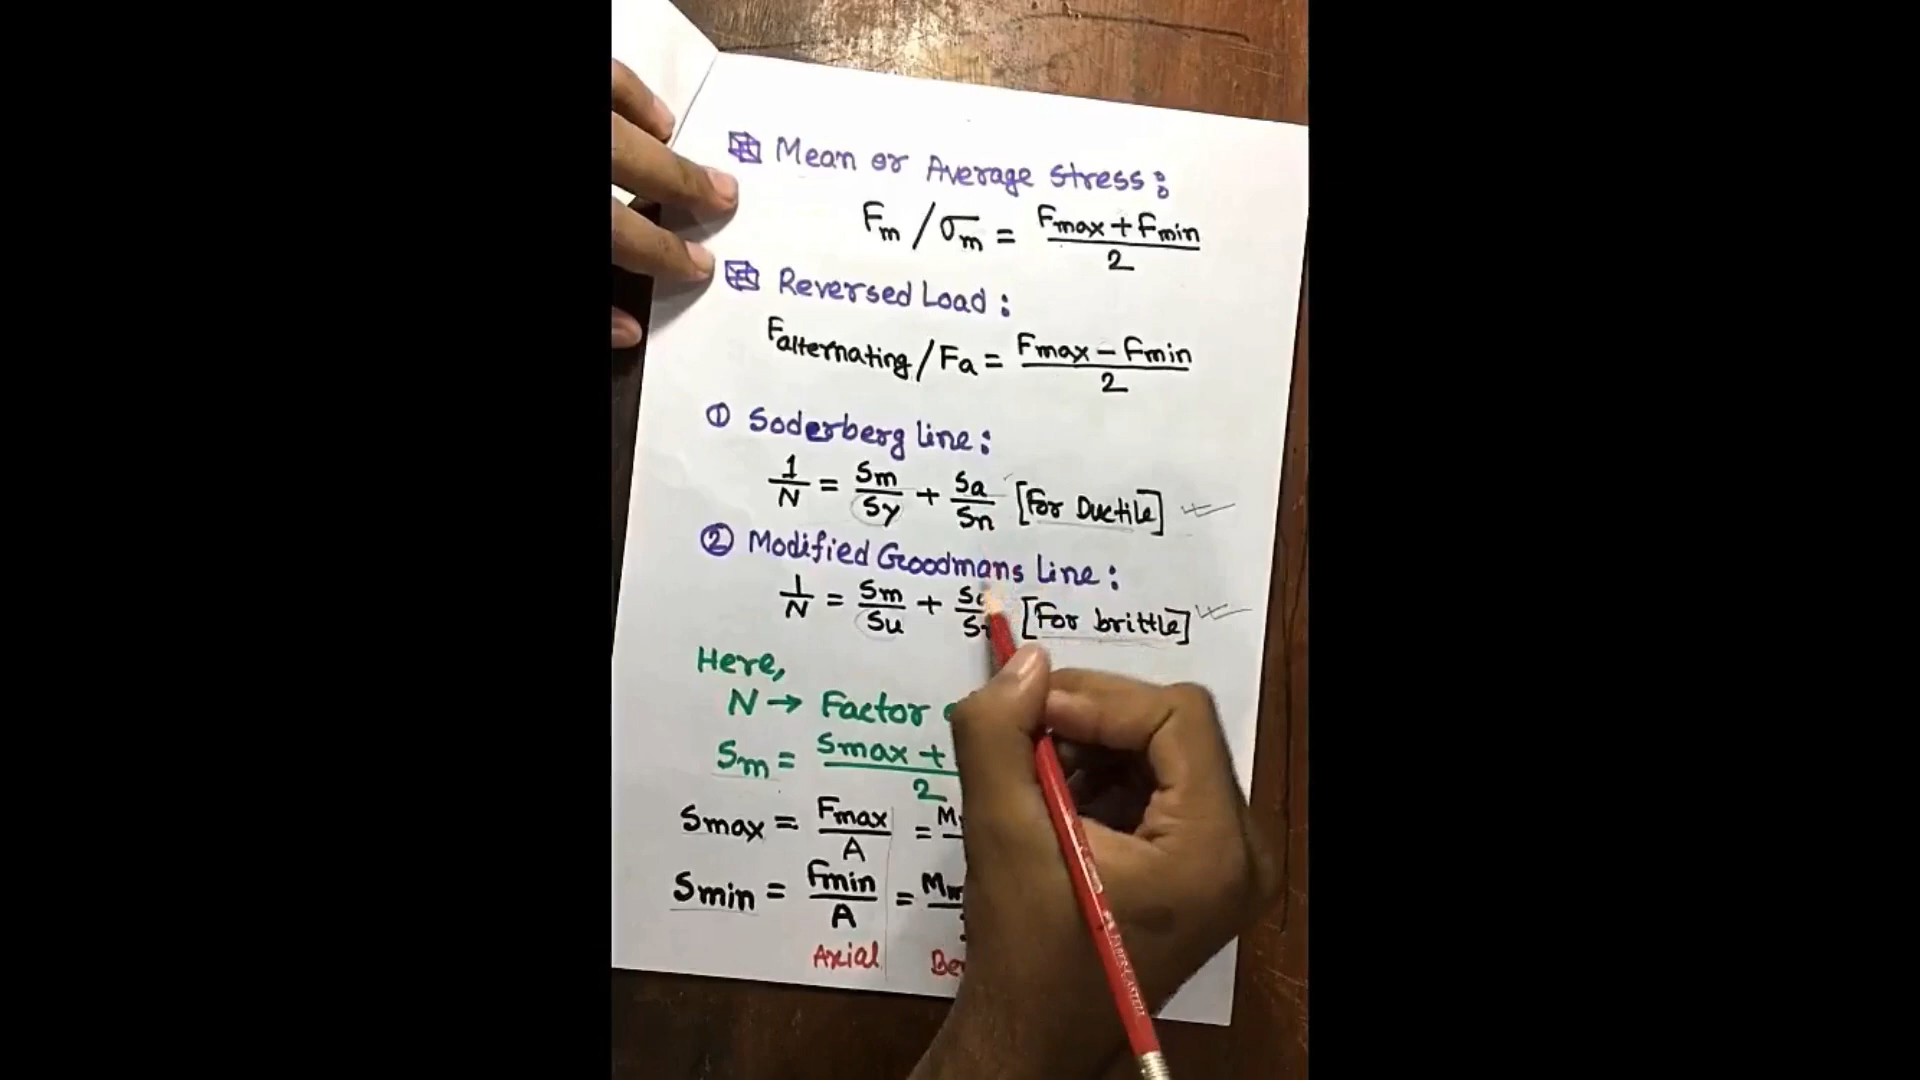 Mean or Average Stress:
Fm / σm = Fmax + Fmin / 2
Reversed Load:
Falternating / Fa = Fmax - Fmin / 2
① Soderberg Line:
1/N = Sm/Sy + Sa/Sn [For Ductile]
② Modified Goodmans Line:
1/N = Sm/Su + [For brittle]
Here,
N → Factor
Sm = Smax + / 2
Smax = Fmax / A =
Smin = Fmin / A =
Axial
FABER-CASTELL